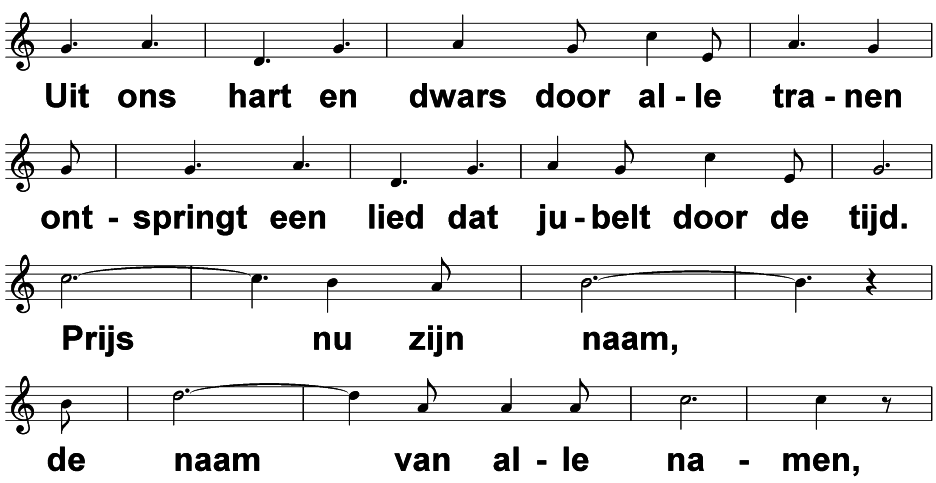 Uit ons hart en dwars door al - le tra - nen
ont - springt een lied dat ju - belt door de tijd.
Prijs nu zijn naam,
de naam van al - le na - men,